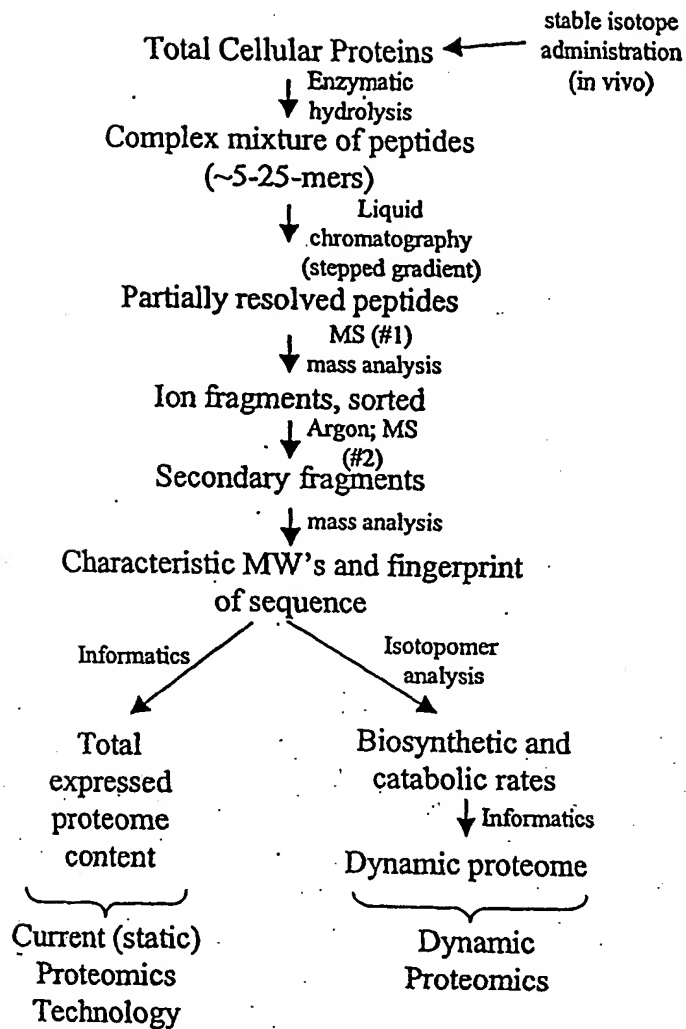 stable isotope
administration
(in vivo)
Total Cellular Proteins
Enzymatic
hydrolysis
Complex mixture of peptides
(~5-25-mers)
Liquid
chromatography
(stepped gradient)
Partially resolved peptides
MS (#1)
mass analysis
Ion fragments, sorted
Argon; MS
(#2)
Secondary fragments
mass analysis
Characteristic MW's and fingerprint
of sequence
Informatics
Isotopomer
analysis
Total
expressed
proteome
content
Biosynthetic and
catabolic rates
Informatics
Dynamic proteome
Current (static)
Proteomics
Technology
Dynamic
Proteomics